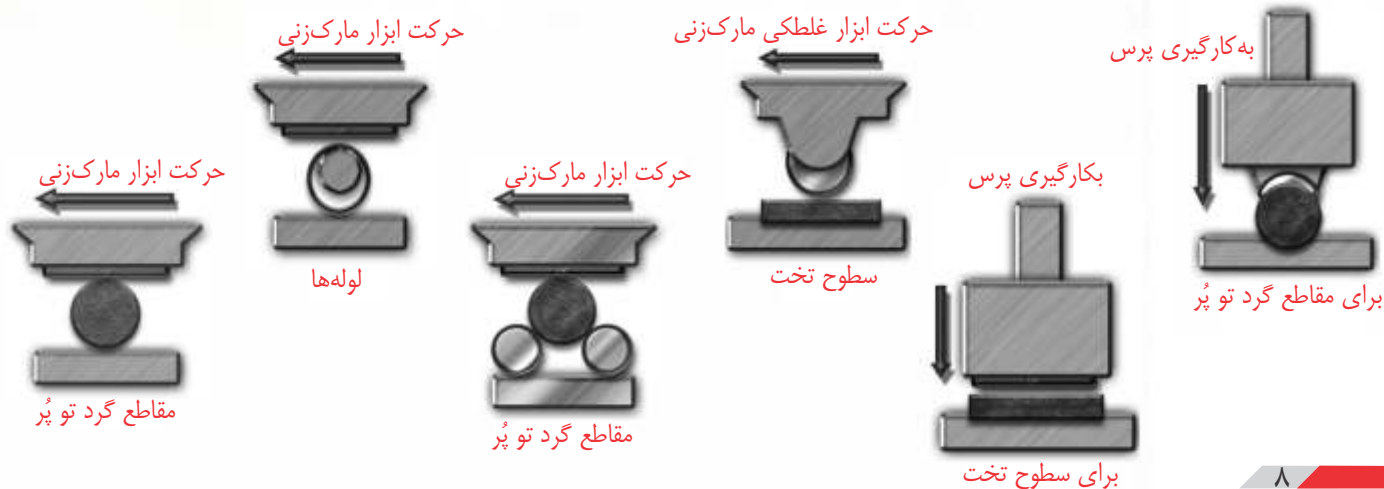 به‌کارگیری پرس
برای مقاطع گرد تو پُر
حرکت ابزار غلطکی مارک‌زنی
سطوح تخت
بکارگیری پرس
برای سطوح تخت
حرکت ابزار مارک‌زنی
لوله‌ها
حرکت ابزار مارک‌زنی
مقاطع گرد تو پُر
حرکت ابزار مارک‌زنی
مقاطع گرد تو پُر
۸